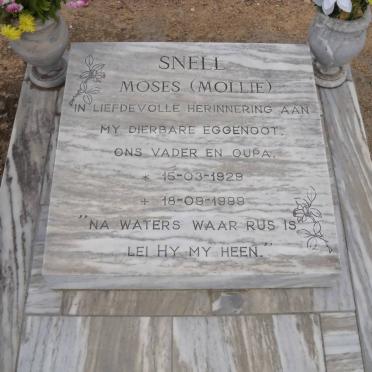 SNELL
MOSES (MOLLIE)
IN LIEFDEVOLLE HERINNERING AAN
MY DIERBARE EGGENOOT,
ONS VADER EN OUPA.
* 15-03-1929
+ 18-09-1999
"NA WATERS WAAR RUS IS,
LEI HY MY HEEN."